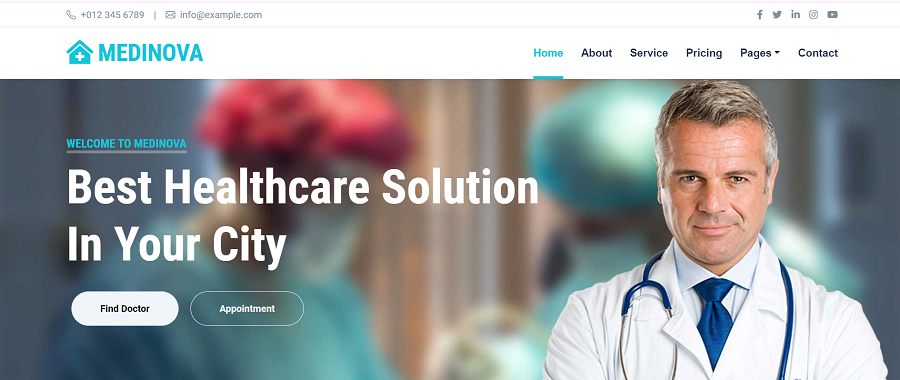 +012 345 6789 | info@example.com
MEDINOVA
Home About Service Pricing Pages Contact
WELCOME TO MEDINOVA
Best Healthcare Solution
In Your City
Find Doctor Appointment